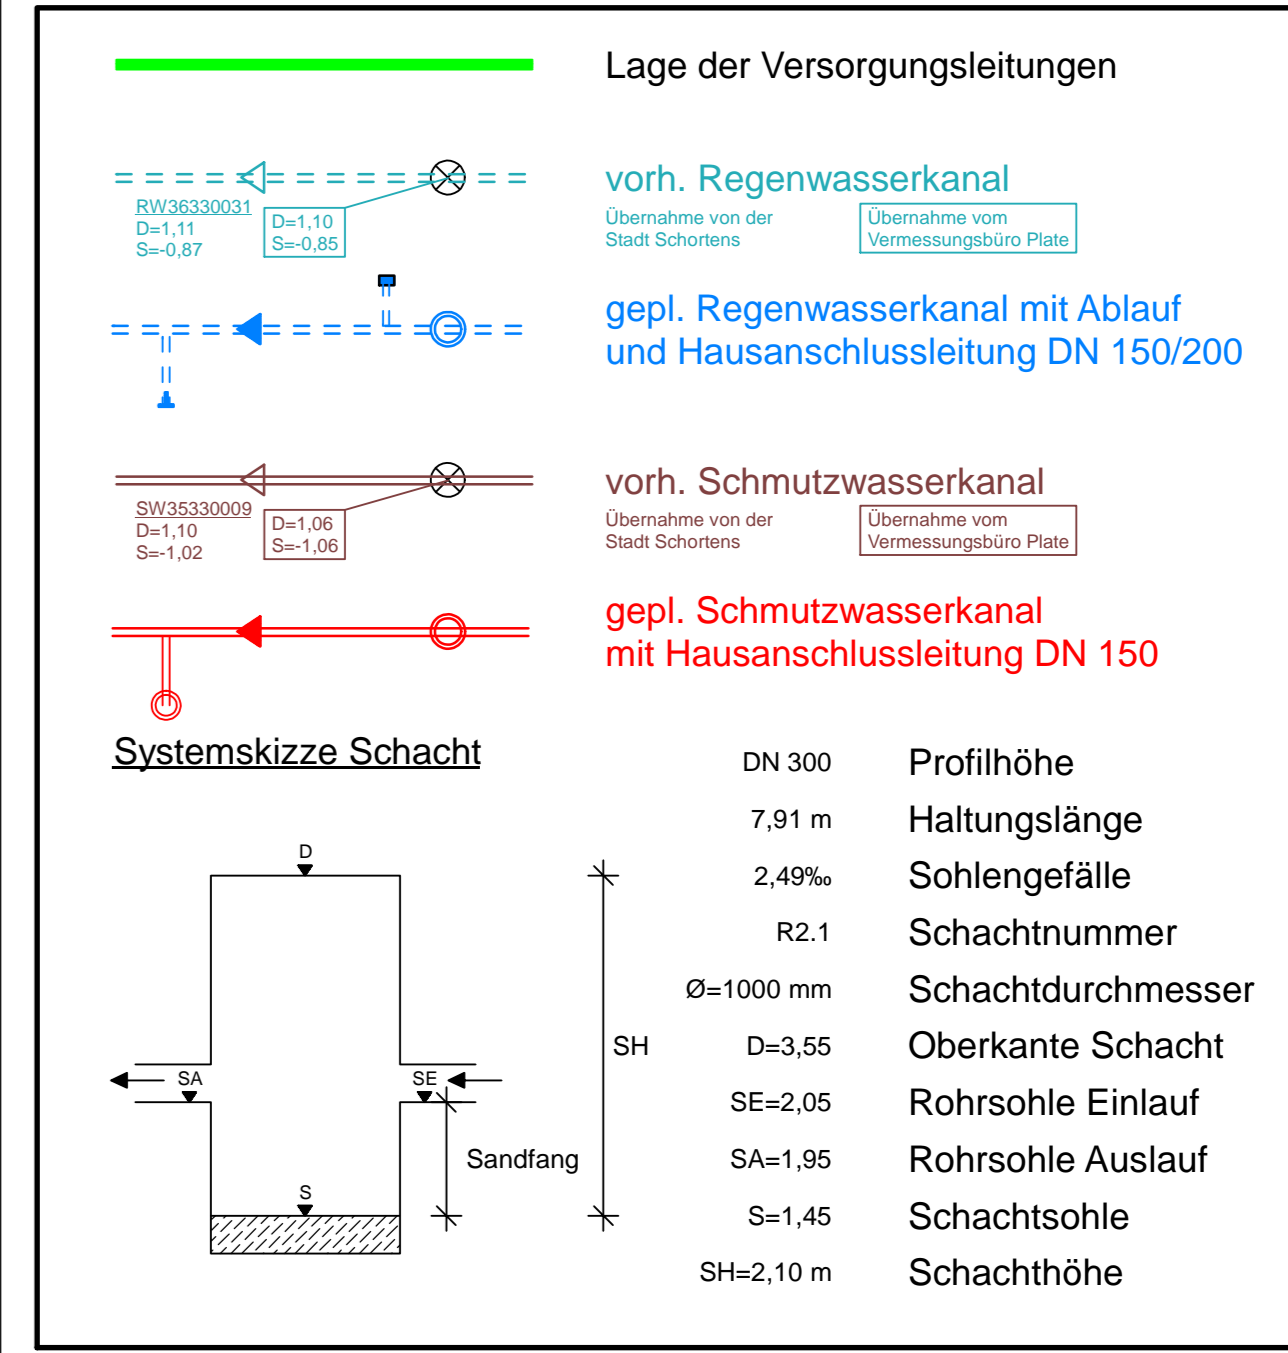 Lage der Versorgungsleitungen
vorh. Regenwasserkanal
RW36330031
D=1,11
S=-0,87
D=1,10
S=-0,85
Übernahme von der
Stadt Schortens
Übernahme vom
Vermessungsbüro Plate
gepl. Regenwasserkanal mit Ablauf
und Hausanschlussleitung DN 150/200
vorh. Schmutzwasserkanal
SW35330009
D=1,10
S=-1,02
D=1,06
S=-1,06
Übernahme von der
Stadt Schortens
Übernahme vom
Vermessungsbüro Plate
gepl. Schmutzwasserkanal
mit Hausanschlussleitung DN 150
Systemskizze Schacht
D
SA
SE
SH
Sandfang
S
DN 300 Profilhöhe
7,91 m Haltungslänge
2,49‰ Sohlengefälle
R2.1 Schachtnummer
Ø=1000 mm Schachtdurchmesser
D=3,55 Oberkante Schacht
SE=2,05 Rohrsohle Einlauf
SA=1,95 Rohrsohle Auslauf
S=1,45 Schachtsohle
SH=2,10 m Schachthöhe